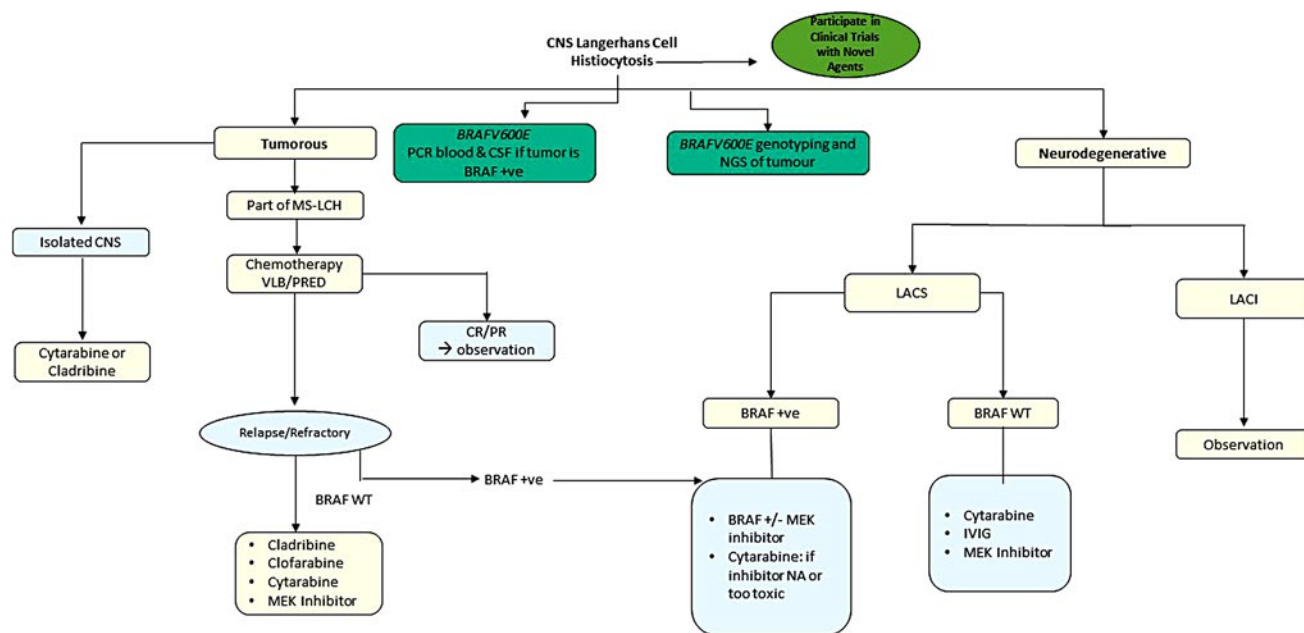 Participate in
Clinical Trials
with Novel
Agents
CNS Langerhans Cell
Histiocytosis
Tumorous
BRAFV600E
PCR blood & CSF if tumor is
BRAF +ve
BRAFV600E genotyping and
NGS of tumour
Neurodegenerative
Part of MS-LCH
Isolated CNS
Chemotherapy
VLB/PRED
LACS
LACI
CR/PR
→ observation
Cytarabine or
Cladribine
BRAF +ve
BRAF WT
Relapse/Refractory
Observation
BRAF WT
BRAF +ve
• Cladribine
• Clofarabine
• Cytarabine
• MEK Inhibitor
• BRAF +/- MEK
inhibitor
• Cytarabine: if
inhibitor NA or
too toxic
• Cytarabine
• IVIG
• MEK Inhibitor